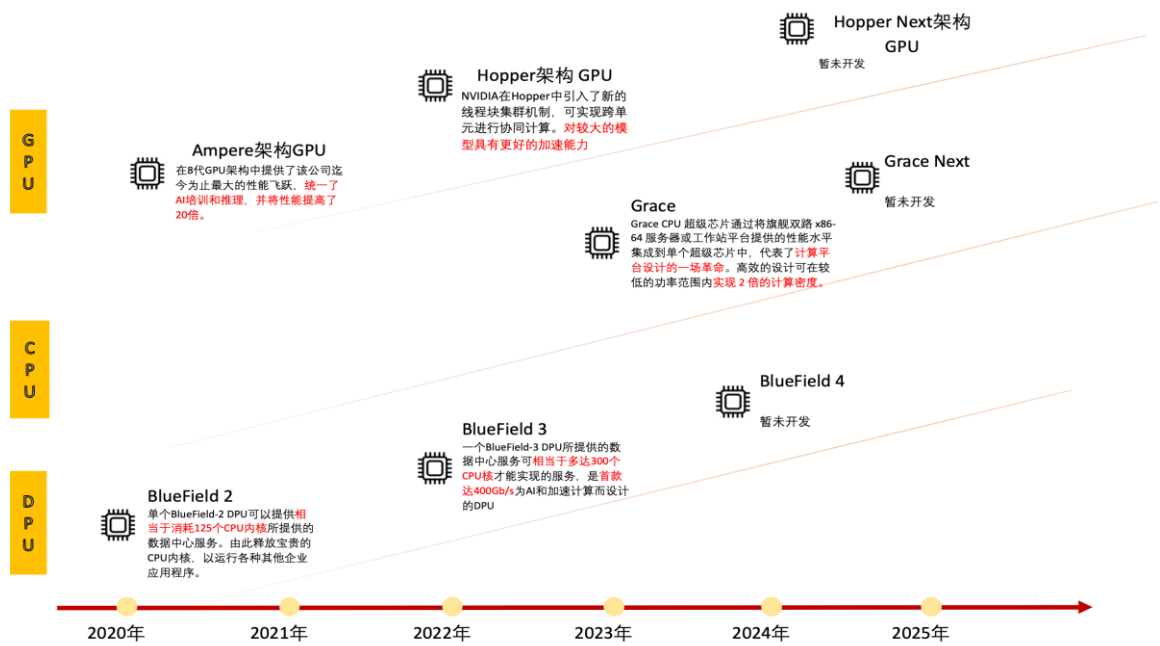 Hopper Next架构
GPU
暂未开发
Hopper架构 GPU
NVIDIA在Hopper中引入了新的
线程块集群机制，可实现跨单
元进行协同计算。对较大的模
型具有更好的加速能力
G
P
U
Ampere架构GPU
在8代GPU架构中提供了该公司迄
今为止最大的性能飞跃，统一了
AI培训和推理，并将性能提高了
20倍。
Grace Next
暂未开发
Grace
Grace CPU 超级芯片通过将旗舰双路 x86-
64 服务器或工作站平台提供的性能水平
集成到单个超级芯片中，代表了计算平
台设计的一场革命。高效的设计可在较
低的功率范围内实现 2 倍的计算密度。
C
P
U
BlueField 4
暂未开发
BlueField 3
一个BlueField-3 DPU所提供的数
据中心服务可相当于多达300个
CPU核才能实现的服务，是首款
达400Gb/s为AI和加速计算而设计
的DPU
D
P
U
BlueField 2
单个BlueField-2 DPU可以提供相
当于消耗125个CPU内核所提供的
数据中心服务。由此释放宝贵的
CPU内核，以运行各种其他企业
应用程序。
2020年
2021年
2022年
2023年
2024年
2025年